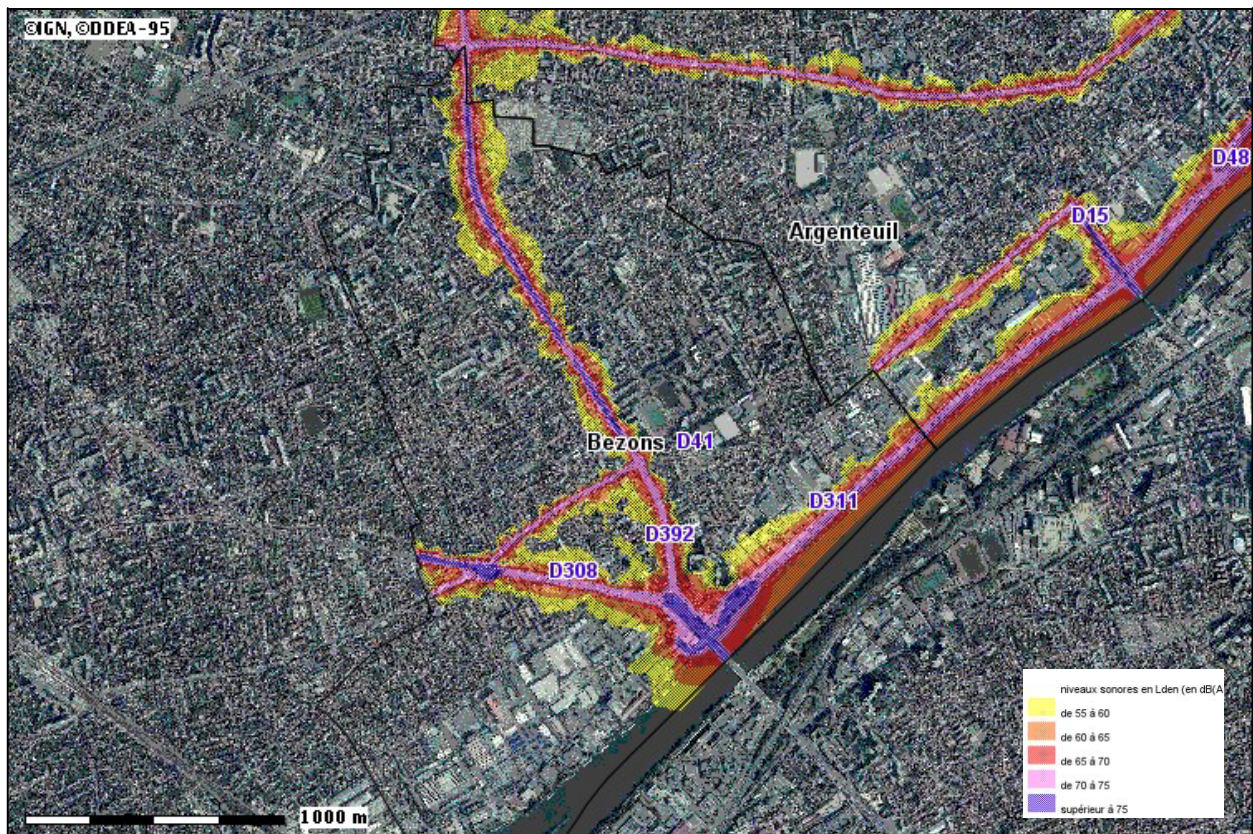 ©IGN, ©DDEA-95
D48
D15
Argenteuil
Bezons D41
D311
D392
D308
niveaux sonores en Lden (en dB(A
de 55 à 60
de 60 à 65
de 65 à 70
de 70 à 75
supérieur à 75
1000 m